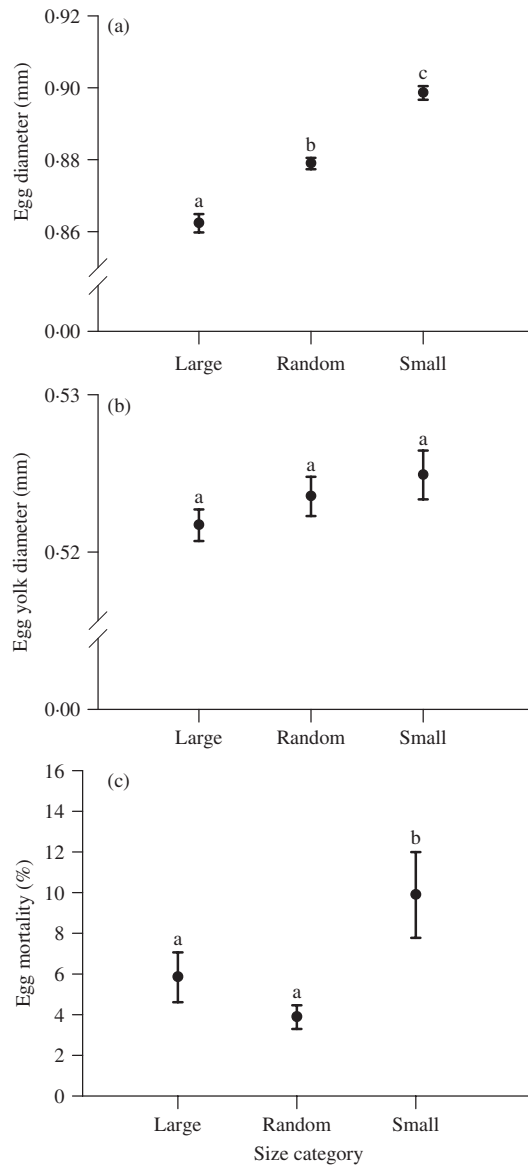 (a)
0·92
0·90
0·88
0·86
0·00
Egg diameter (mm)
a
b
c
Large Random Small
(b)
0·53
0·52
0·00
Egg yolk diameter (mm)
a
a
a
Large Random Small
(c)
16
14
12
10
8
6
4
2
0
Egg mortality (%)
a
a
b
Large Random Small
Size category